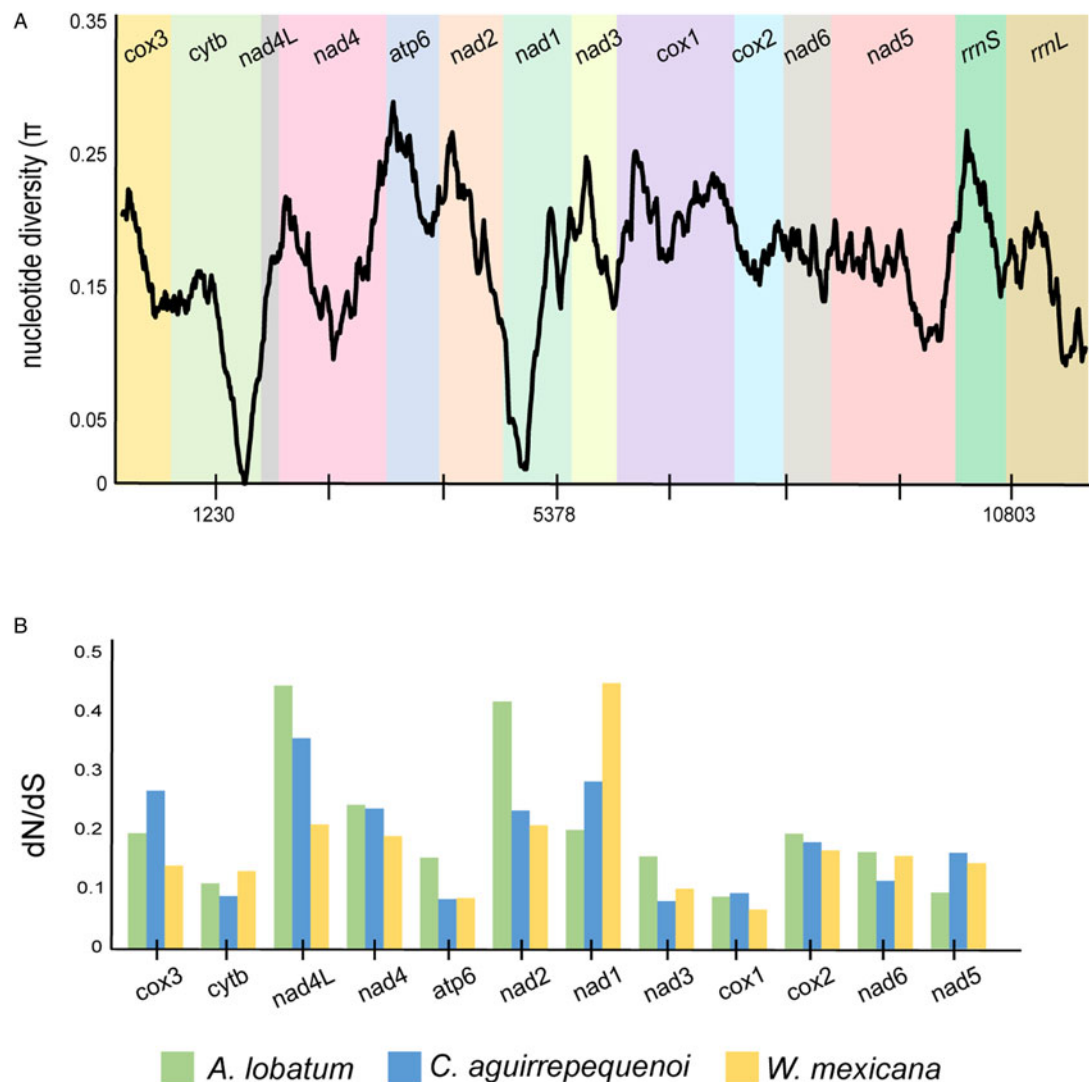 A
0.35
cox3 cytb nad4L nad4 atp6 nad2 nad1 nad3 cox1 cox2 nad6 nad5 rrnS rrnL
0.25
nucleotide diversity (π
0.15
0.05
0
1230 5378 10803
B
0.5
0.4
0.3
dN/dS
0.2
0.1
0
cox3 cytb nad4L nad4 atp6 nad2 nad1 nad3 cox1 cox2 nad6 nad5
A. lobatum C. aguirrepequenoi W. mexicana